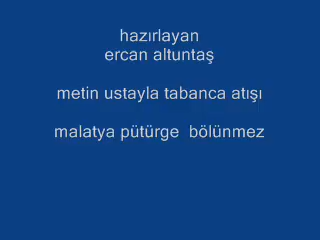 hazırlayan
ercan altuntaş
metin ustayla tabanca atışı
malatya pütürge bölünmez